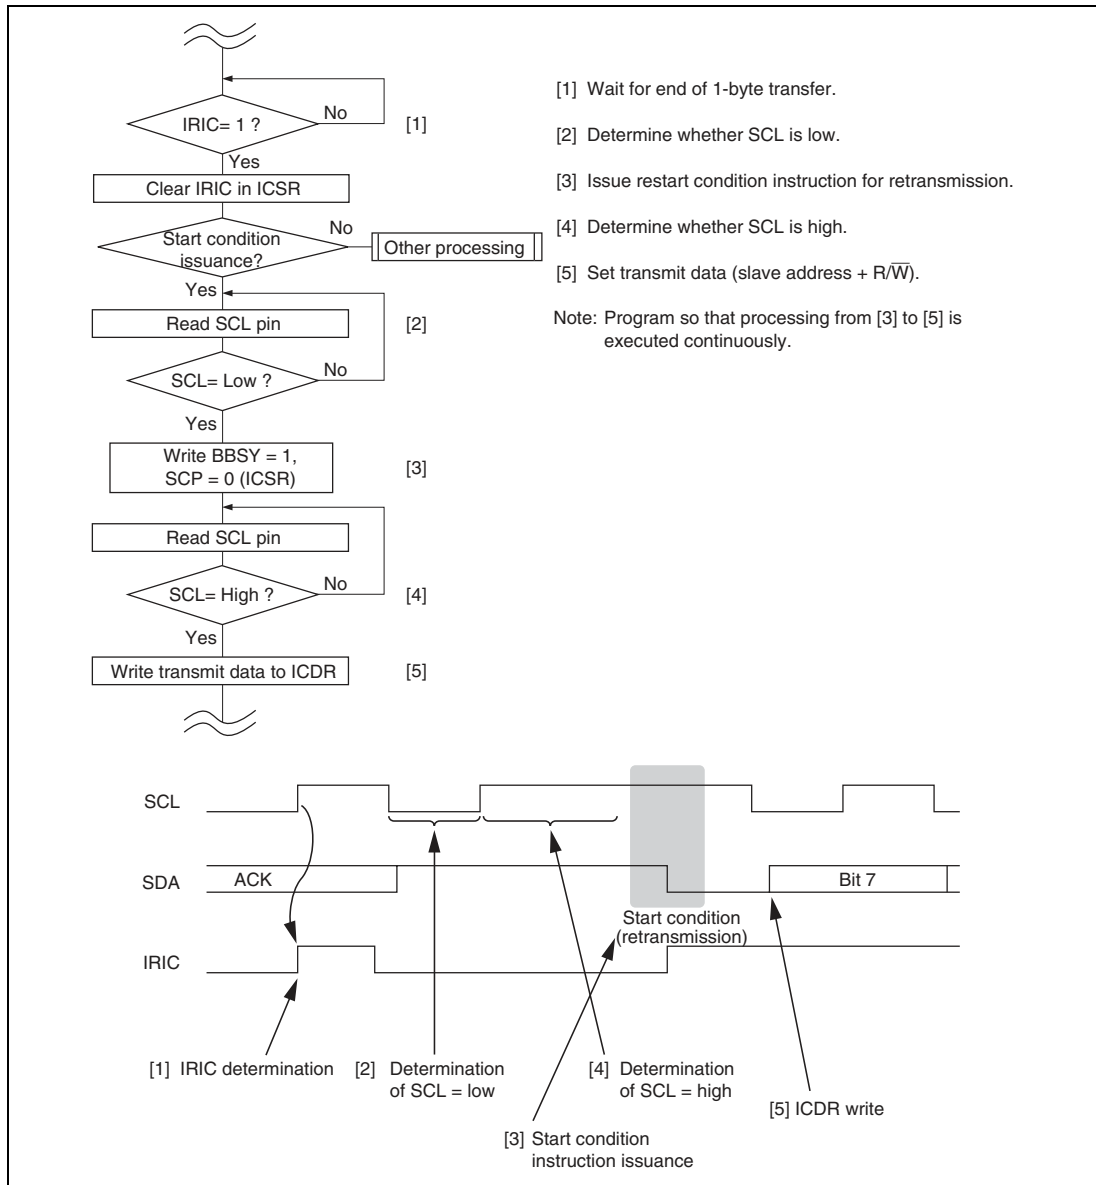 IRIC= 1 ?
No
[1]
Yes
Clear IRIC in ICSR
Start condition
issuance?
No
Other processing
Yes
Read SCL pin
[2]
SCL= Low ?
No
Yes
Write BBSY = 1,
SCP = 0 (ICSR)
[3]
Read SCL pin
SCL= High ?
No
[4]
Yes
Write transmit data to ICDR
[5]
[1] Wait for end of 1-byte transfer.
[2] Determine whether SCL is low.
[3] Issue restart condition instruction for retransmission.
[4] Determine whether SCL is high.
[5] Set transmit data (slave address + R/W̅).
Note: Program so that processing from [3] to [5] is
executed continuously.
SCL
SDA
ACK
Bit 7
Start condition
(retransmission)
IRIC
[1] IRIC determination
[2] Determination
of SCL = low
[4] Determination
of SCL = high
[5] ICDR write
[3] Start condition
instruction issuance